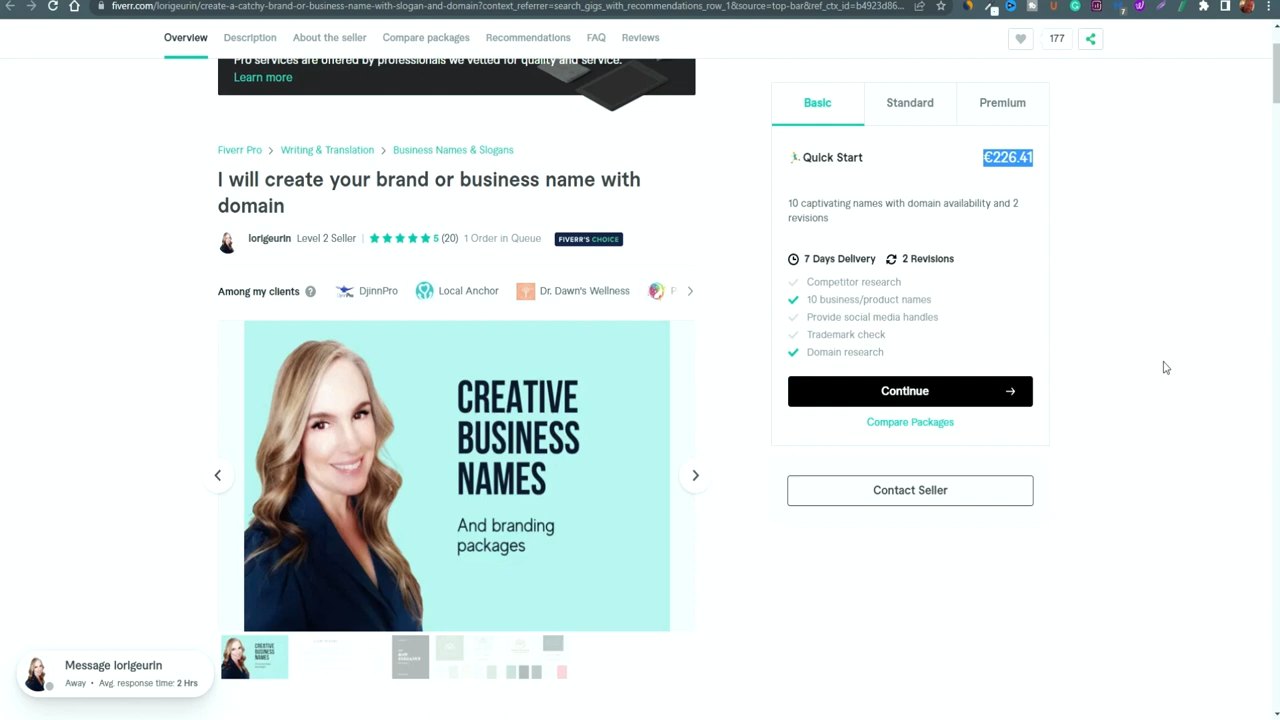 fiverr.com/lorigeurin/create-a-catchy-brand-or-business-name-with-slogan-and-domain?context_referrer=search_gigs_with_recommendations_row_1&source=top-bar&ref_ctx_id=b4923d86...
Overview Description About the seller Compare packages Recommendations FAQ Reviews 177
Pro services are offered by professionals we vetted for quality and service.
Learn more
Fiverr Pro > Writing & Translation > Business Names & Slogans
I will create your brand or business name with
domain
lorigeurin Level 2 Seller | 5 (20) 1 Order in Queue FIVERR'S CHOICE
Among my clients ? DjinnPro Local Anchor Dr. Dawn's Wellness P
CREATIVE
BUSINESS
NAMES
And branding
packages
Basic Standard Premium
Quick Start €226.41
10 captivating names with domain availability and 2
revisions
7 Days Delivery 2 Revisions
Competitor research
10 business/product names
Provide social media handles
Trademark check
Domain research
Continue →
Compare Packages
Contact Seller
CREATIVE
BUSINESS
NAMES
Message lorigeurin
Away • Avg. response time: 2 Hrs